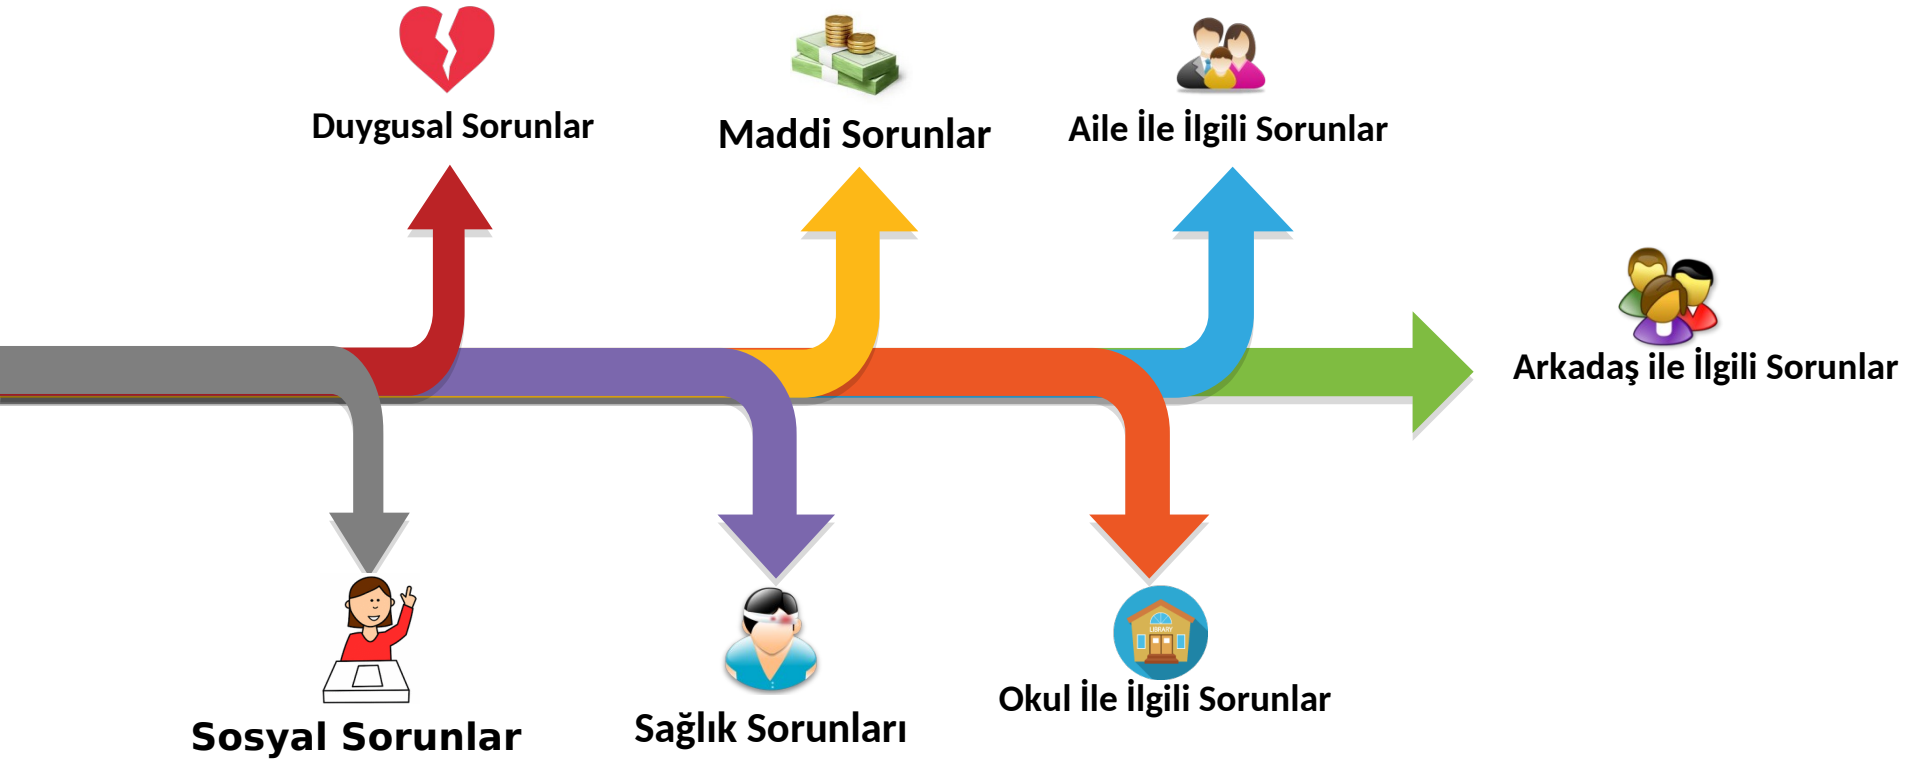 Duygusal Sorunlar
Maddi Sorunlar
Aile İle İlgili Sorunlar
Arkadaş ile İlgili Sorunlar
LIBRARY
Sosyal Sorunlar
Sağlık Sorunları
Okul İle İlgili Sorunlar